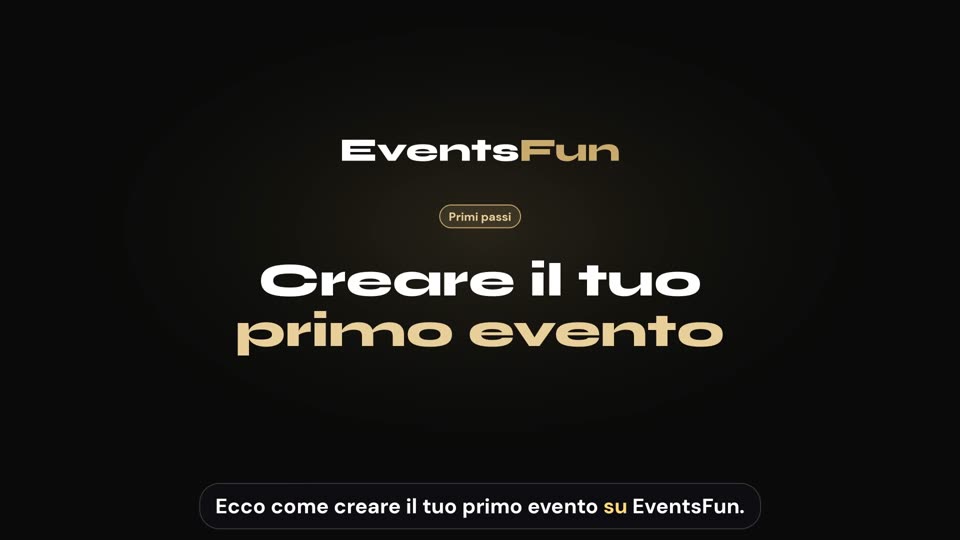 EventsFun
Primi passi
Creare il tuo
primo evento
Ecco come creare il tuo primo evento su EventsFun.